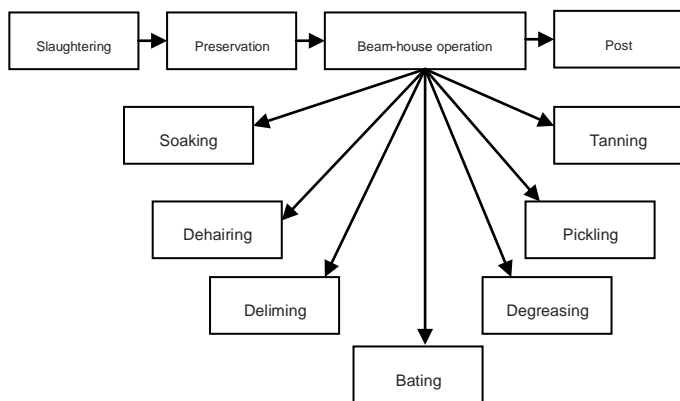 Slaughtering
Preservation
Beam-house operation
Post
Soaking
Tanning
Dehairing
Pickling
Deliming
Degreasing
Bating